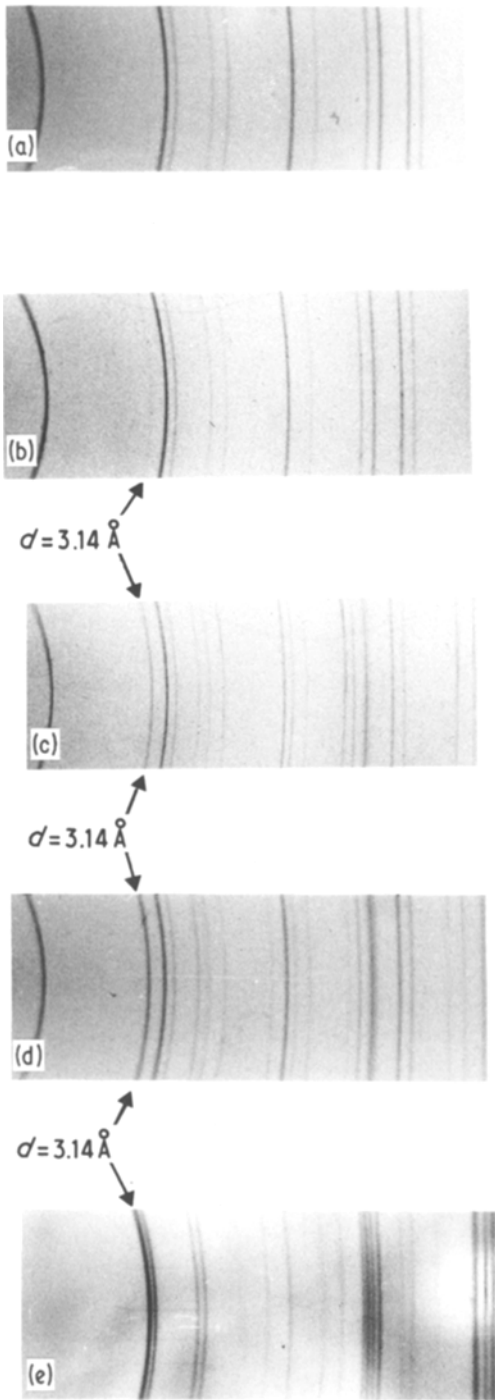 (a)
(b)
d = 3.14 Å
(c)
d = 3.14 Å
(d)
d = 3.14 Å
(e)